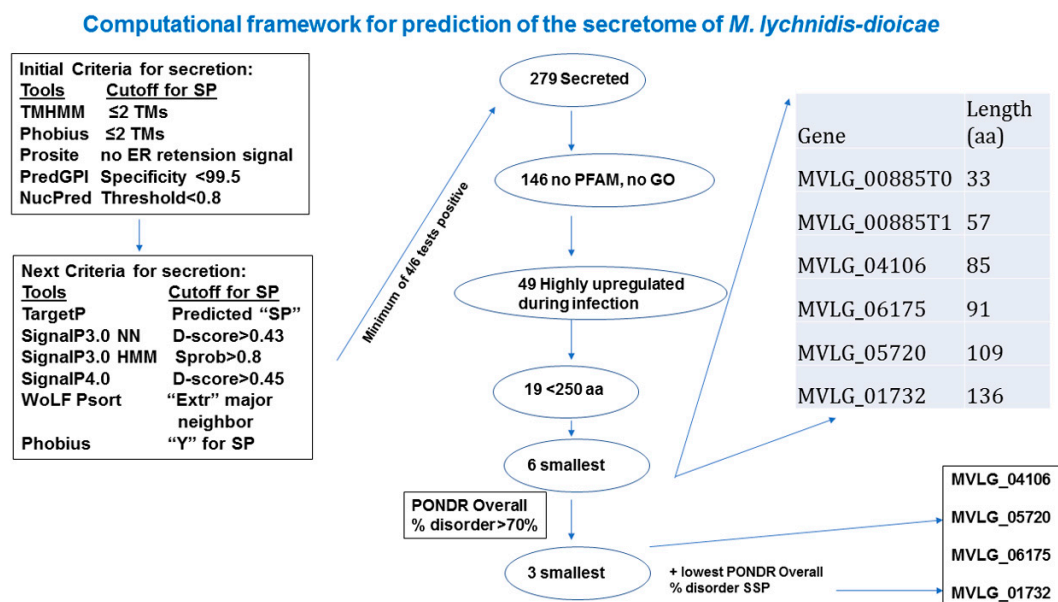 Computational framework for prediction of the secretome of M. lychnidis-dioicae
Initial Criteria for secretion:
Tools Cutoff for SP
TMHMM ≤2 TMs
Phobius ≤2 TMs
Prosite no ER retension signal
PredGPI Specificity <99.5
NucPred Threshold<0.8
Next Criteria for secretion:
Tools Cutoff for SP
TargetP Predicted “SP”
SignalP3.0 NN D-score>0.43
SignalP3.0 HMM Sprob>0.8
SignalP4.0 D-score>0.45
WoLF Psort “Extr” major
neighbor
Phobius “Y” for SP
Minimum of 4/6 tests positive
279 Secreted
146 no PFAM, no GO
49 Highly upregulated
during infection
19 <250 aa
6 smallest
PONDR Overall
% disorder>70%
3 smallest
+ lowest PONDR Overall
% disorder SSP
Length
Gene (aa)
MVLG_00885T0 33
MVLG_00885T1 57
MVLG_04106 85
MVLG_06175 91
MVLG_05720 109
MVLG_01732 136
MVLG_04106
MVLG_05720
MVLG_06175
MVLG_01732